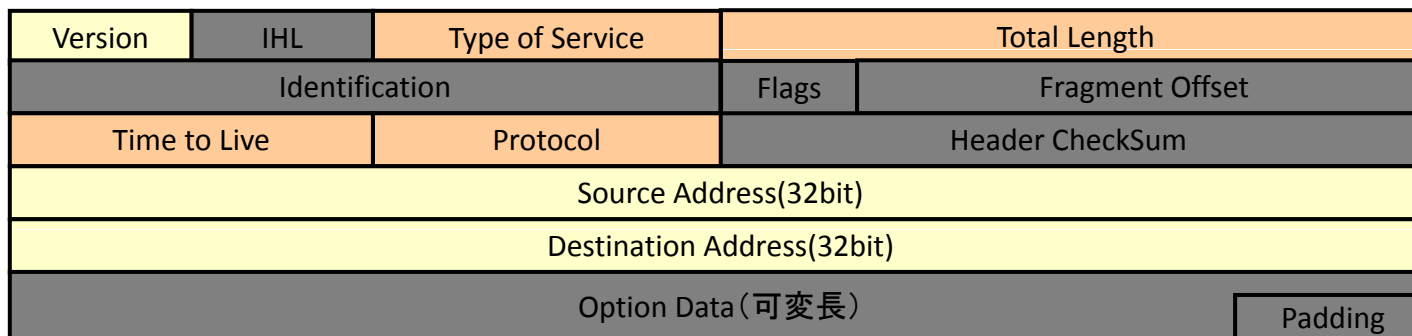 Version IHL Type of Service Total Length
Identification Flags Fragment Offset
Time to Live Protocol Header CheckSum
Source Address(32bit)
Destination Address(32bit)
Option Data（可変長）
Padding